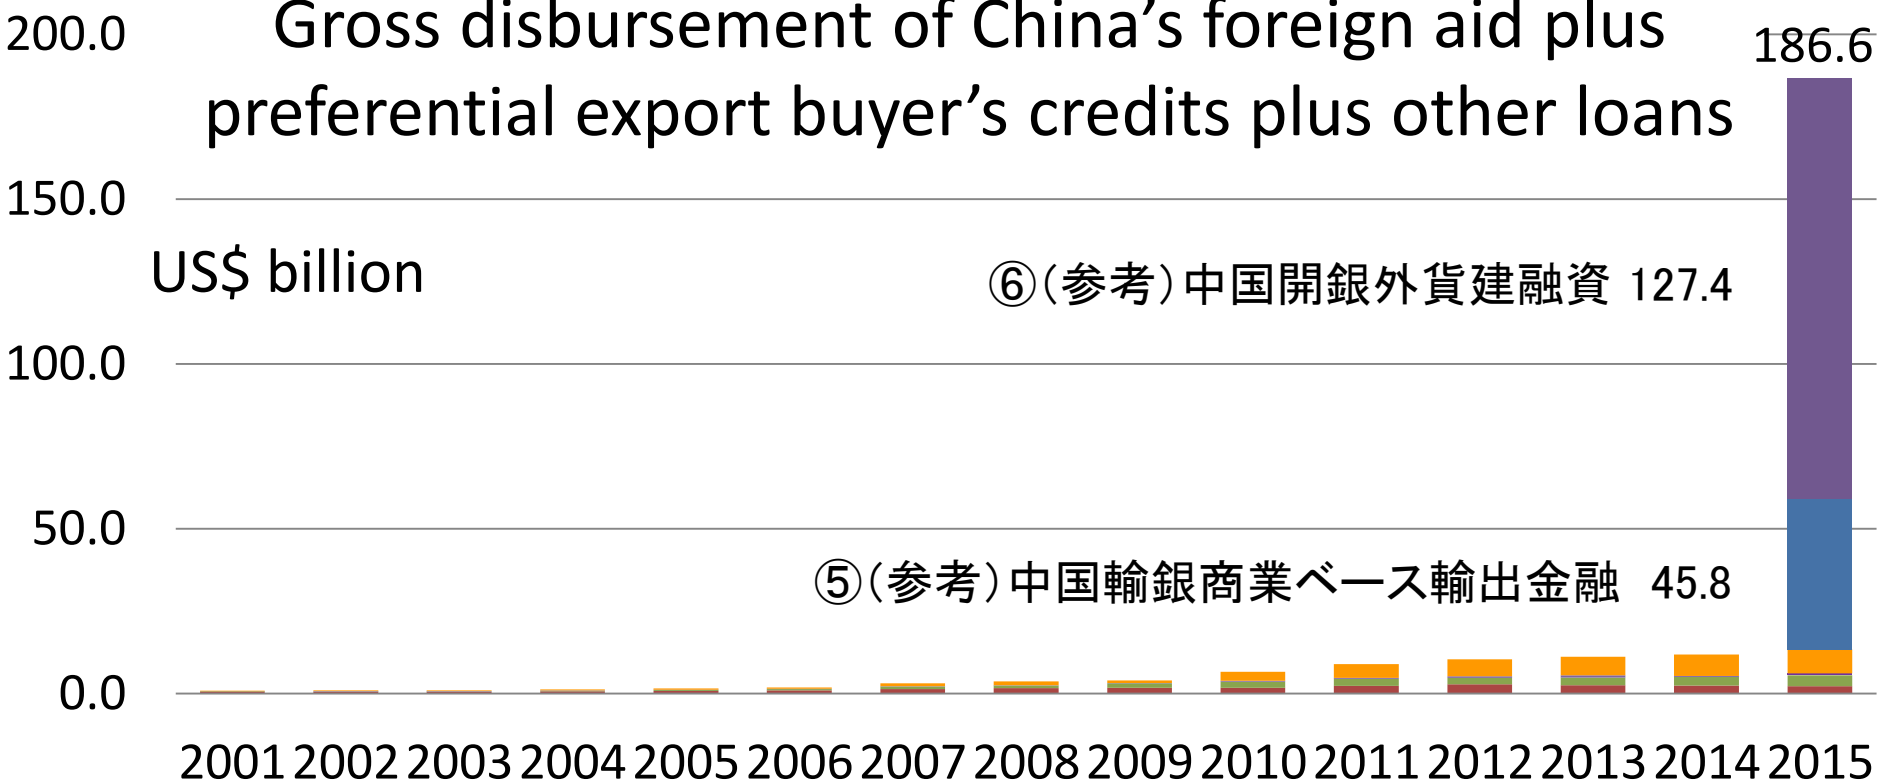 Gross disbursement of China’s foreign aid plus
preferential export buyer’s credits plus other loans
200.0
186.6
150.0
US$ billion
⑥（参考）中国開銀外貨建融資 127.4
100.0
50.0
⑤（参考）中国輸銀商業ベース輸出金融 45.8
0.0
2001 2002 2003 2004 2005 2006 2007 2008 2009 2010 2011 2012 2013 2014 2015